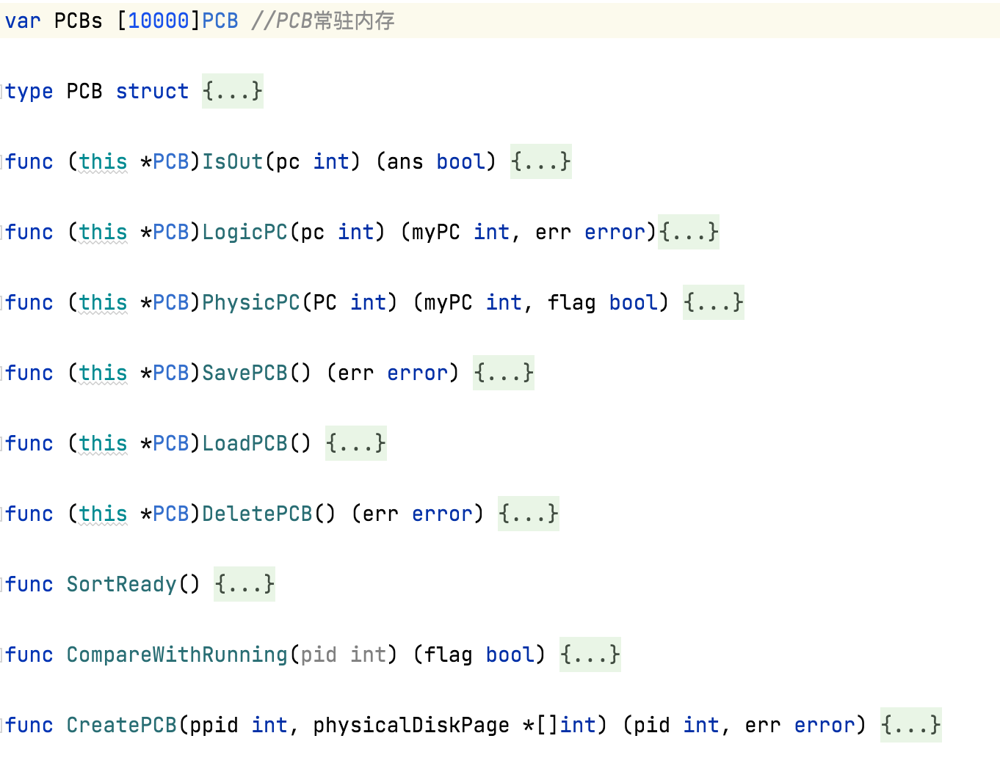 var PCBs [10000]PCB //PCB常驻内存
type PCB struct {...}
func (this *PCB)IsOut(pc int) (ans bool) {...}
func (this *PCB)LogicPC(pc int) (myPC int, err error){...}
func (this *PCB)PhysicPC(PC int) (myPC int, flag bool) {...}
func (this *PCB)SavePCB() (err error) {...}
func (this *PCB)LoadPCB() {...}
func (this *PCB)DeletePCB() (err error) {...}
func SortReady() {...}
func CompareWithRunning(pid int) (flag bool) {...}
func CreatePCB(ppid int, physicalDiskPage *[]int) (pid int, err error) {...}